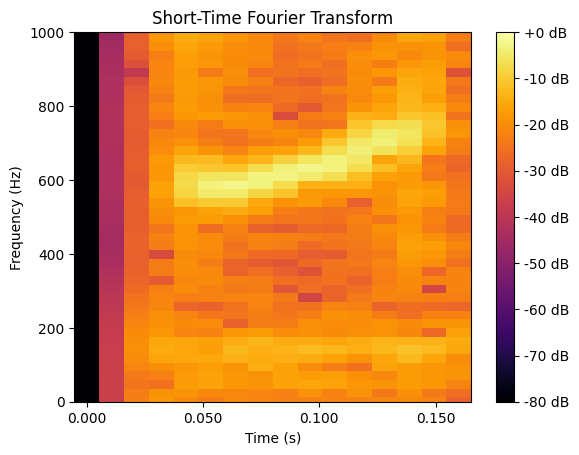 Short-Time Fourier Transform
1000
800
600
400
200
0
Frequency (Hz)
0.000
0.050
0.100
0.150
Time (s)
+0 dB
-10 dB
-20 dB
-30 dB
-40 dB
-50 dB
-60 dB
-70 dB
-80 dB